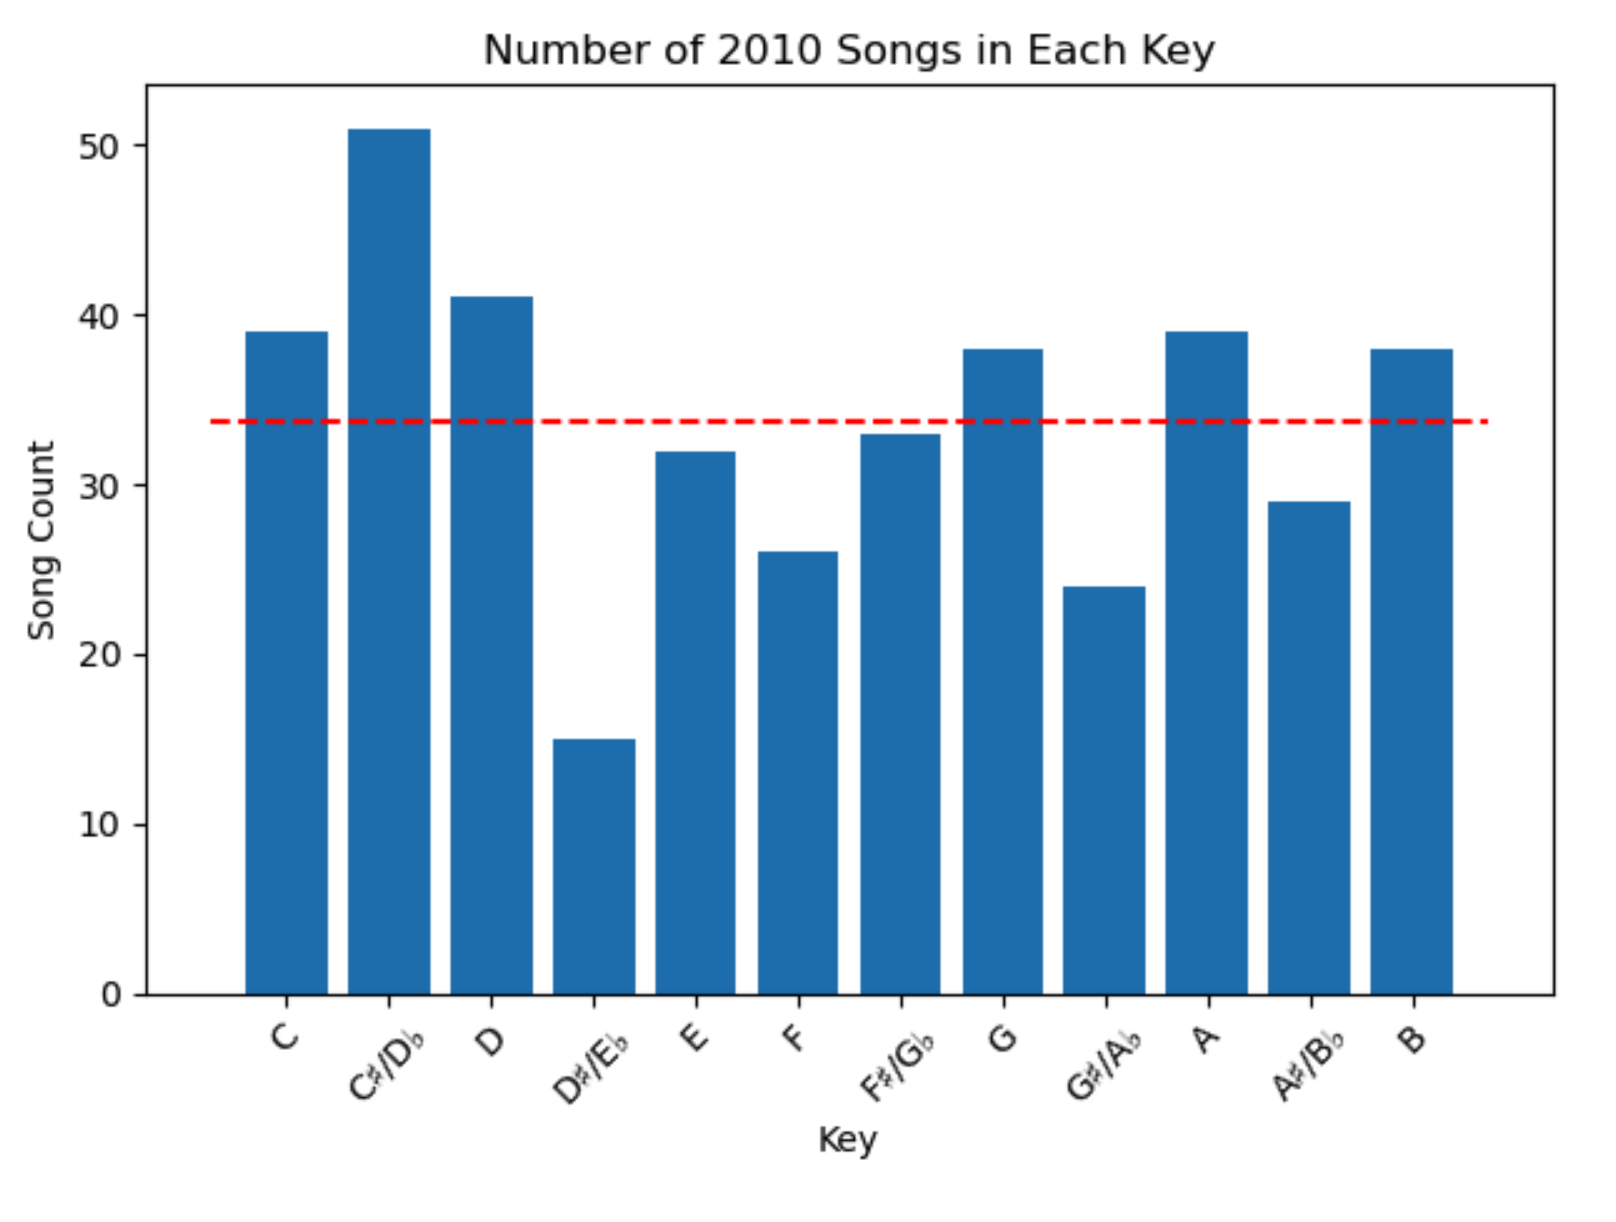 Number of 2010 Songs in Each Key
Song Count
50
40
30
20
10
0
C
C♯/D♭
D
D♯/E♭
E
F
F♯/G♭
G
G♯/A♭
A
A♯/B♭
B
Key